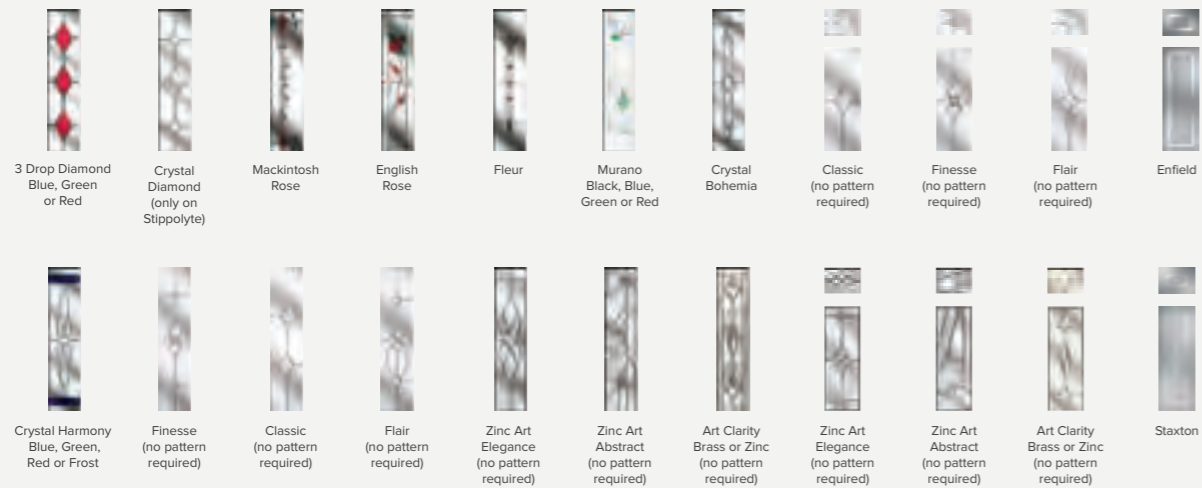 3 Drop Diamond
Blue, Green
or Red
Crystal
Diamond
(only on
Stippolyte)
Mackintosh
Rose
English
Rose
Fleur
Murano
Black, Blue,
Green or Red
Crystal
Bohemia
Classic
(no pattern
required)
Finesse
(no pattern
required)
Flair
(no pattern
required)
Enfield
Crystal Harmony
Blue, Green,
Red or Frost
Finesse
(no pattern
required)
Classic
(no pattern
required)
Flair
(no pattern
required)
Zinc Art
Elegance
(no pattern
required)
Zinc Art
Abstract
(no pattern
required)
Art Clarity
Brass or Zinc
(no pattern
required)
Zinc Art
Elegance
(no pattern
required)
Zinc Art
Abstract
(no pattern
required)
Art Clarity
Brass or Zinc
(no pattern
required)
Staxton